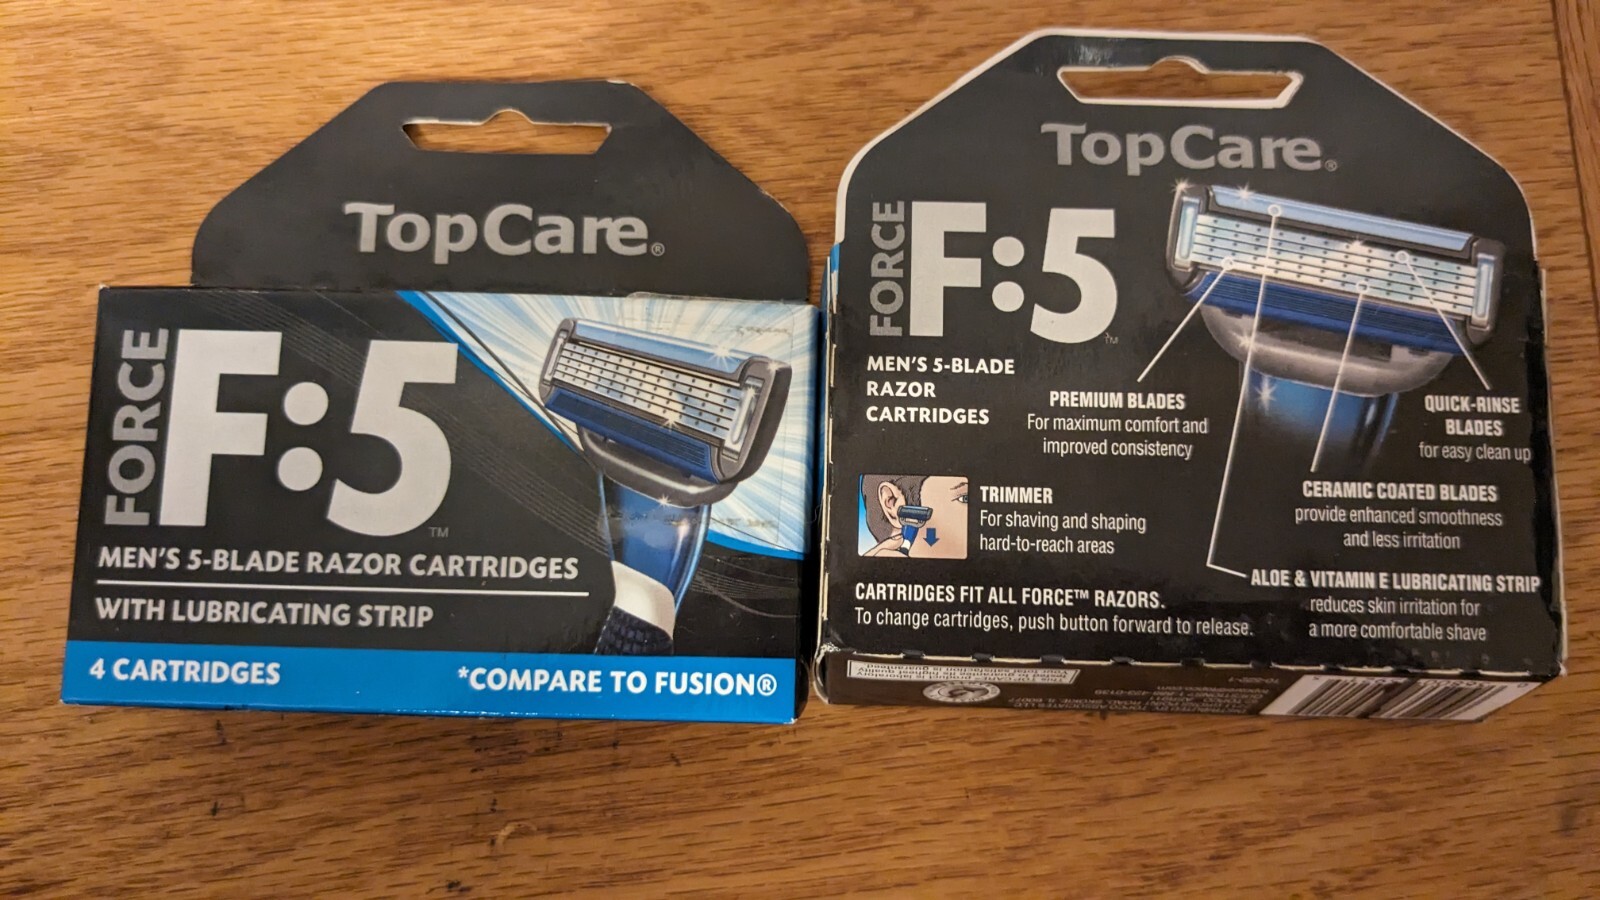 TopCare®
FORCE
F:5™
MEN'S 5-BLADE RAZOR CARTRIDGES
WITH LUBRICATING STRIP
4 CARTRIDGES
*COMPARE TO FUSION®
TopCare®
FORCE
F:5™
MEN'S 5-BLADE
RAZOR
CARTRIDGES
PREMIUM BLADES
For maximum comfort and
improved consistency
QUICK-RINSE
BLADES
for easy clean up
TRIMMER
For shaving and shaping
hard-to-reach areas
CERAMIC COATED BLADES
provide enhanced smoothness
and less irritation
ALOE & VITAMIN E LUBRICATING STRIP
reduces skin irritation for
a more comfortable shave
CARTRIDGES FIT ALL FORCE™ RAZORS.
To change cartridges, push button forward to release.